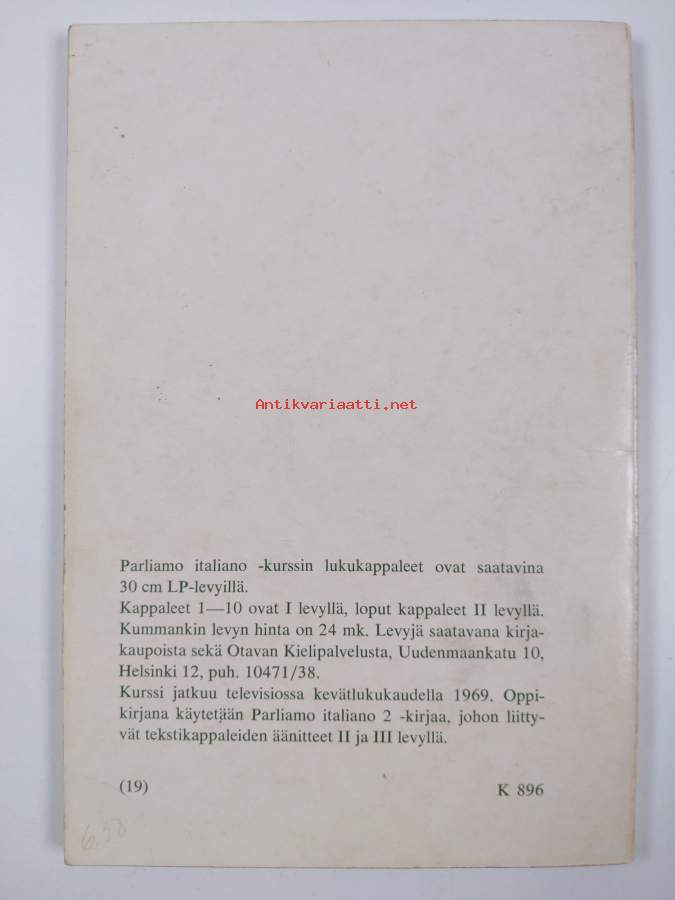 Antikvariaatti.net
Parliamo italiano -kurssin lukukappaleet ovat saatavina
30 cm LP-levyillä.
Kappaleet 1—10 ovat I levyllä, loput kappaleet II levyllä.
Kummankin levyn hinta on 24 mk. Levyjä saatavana kirja-
kaupoista sekä Otavan Kielipalvelusta, Uudenmaankatu 10,
Helsinki 12, puh. 10471/38.
Kurssi jatkuu televisiossa kevätlukukaudella 1969. Oppi-
kirjana käytetään Parliamo italiano 2 -kirjaa, johon liitty-
vät tekstikappaleiden äänitteet II ja III levyllä.
(19) K 896